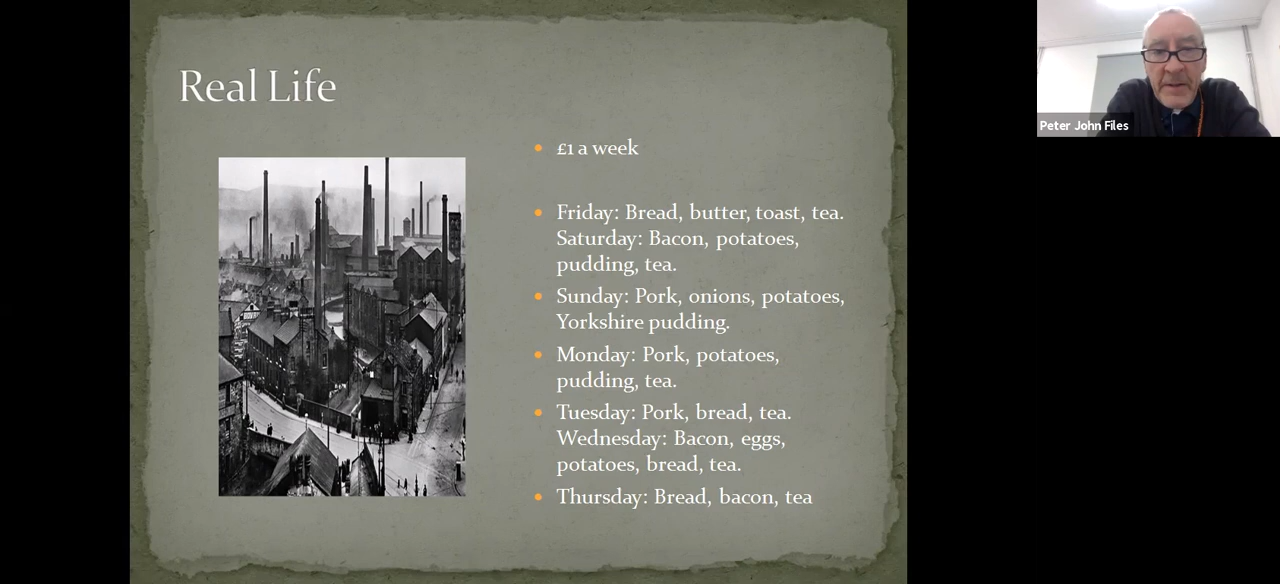 Real Life
£1 a week
Friday: Bread, butter, toast, tea.
Saturday: Bacon, potatoes,
pudding, tea.
Sunday: Pork, onions, potatoes,
Yorkshire pudding.
Monday: Pork, potatoes,
pudding, tea.
Tuesday: Pork, bread, tea.
Wednesday: Bacon, eggs,
potatoes, bread, tea.
Thursday: Bread, bacon, tea
Peter John Files